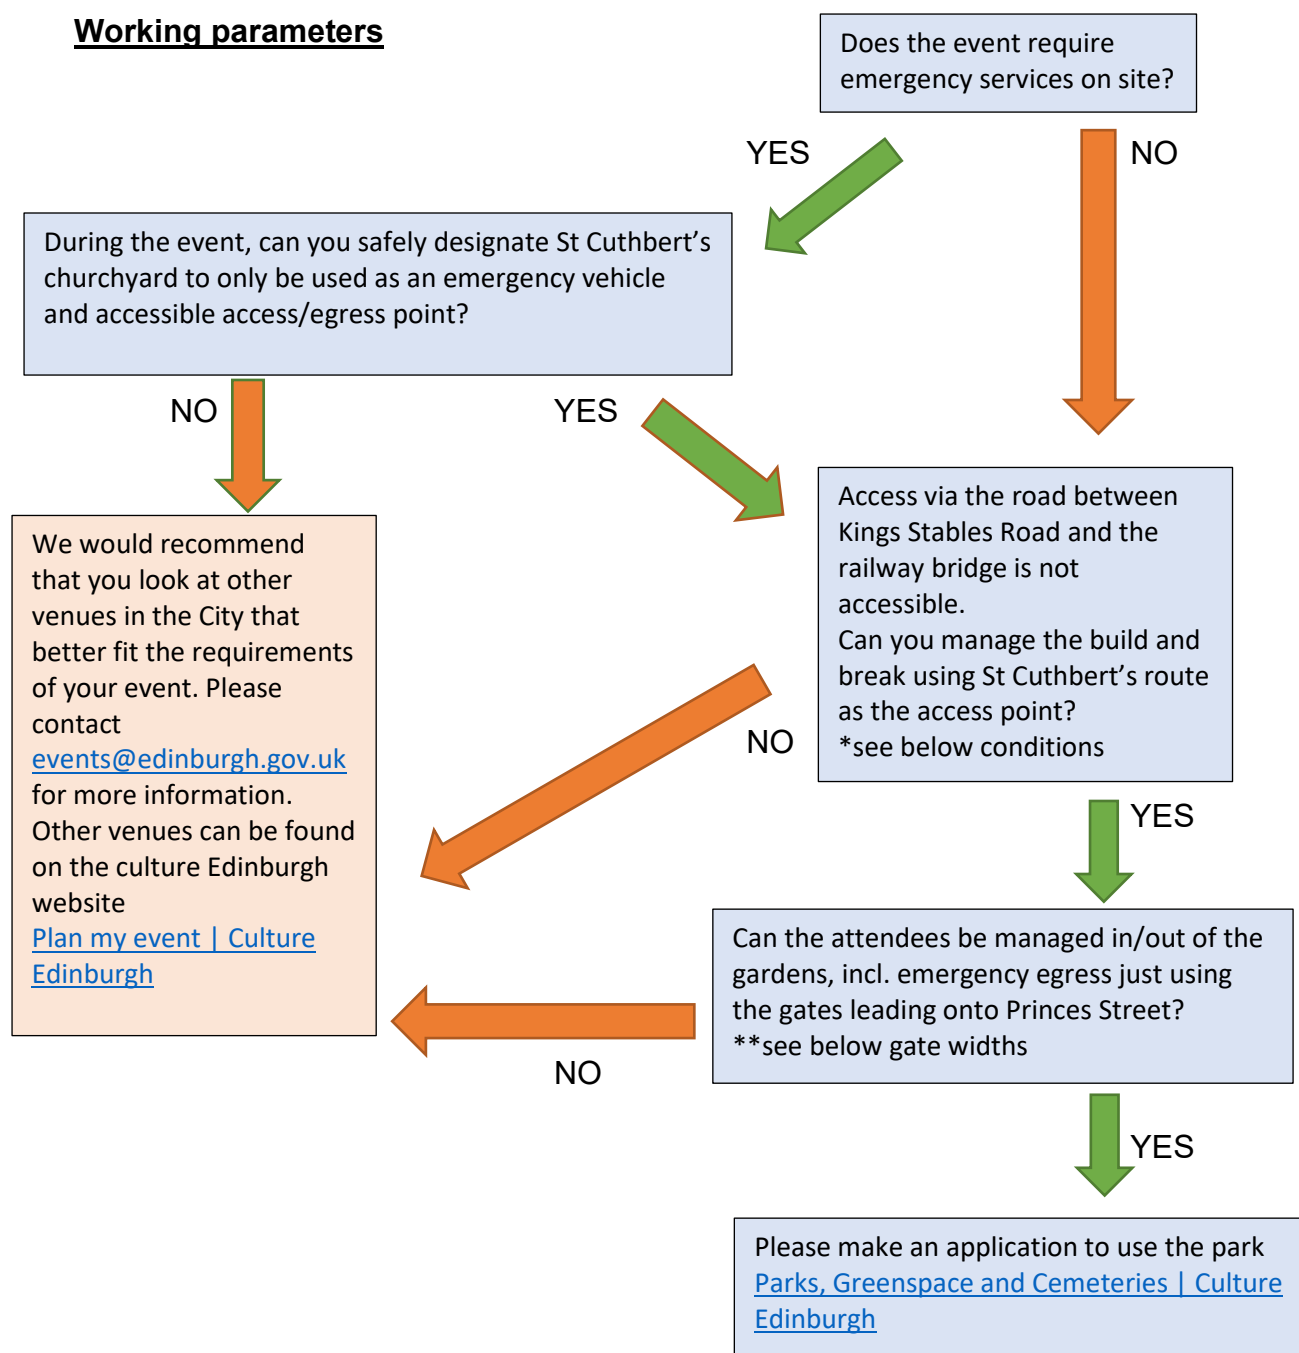 Working parameters
Does the event require
emergency services on site?
YES
NO
During the event, can you safely designate St Cuthbert’s
churchyard to only be used as an emergency vehicle
and accessible access/egress point?
NO
YES
We would recommend
that you look at other
venues in the City that
better fit the requirements
of your event. Please
contact
events@edinburgh.gov.uk
for more information.
Other venues can be found
on the culture Edinburgh
website
Plan my event | Culture
Edinburgh
Access via the road between
Kings Stables Road and the
railway bridge is not
accessible.
Can you manage the build and
break using St Cuthbert’s route
as the access point?
*see below conditions
NO
YES
Can the attendees be managed in/out of the
gardens, incl. emergency egress just using
the gates leading onto Princes Street?
**see below gate widths
NO
YES
Please make an application to use the park
Parks, Greenspace and Cemeteries | Culture
Edinburgh